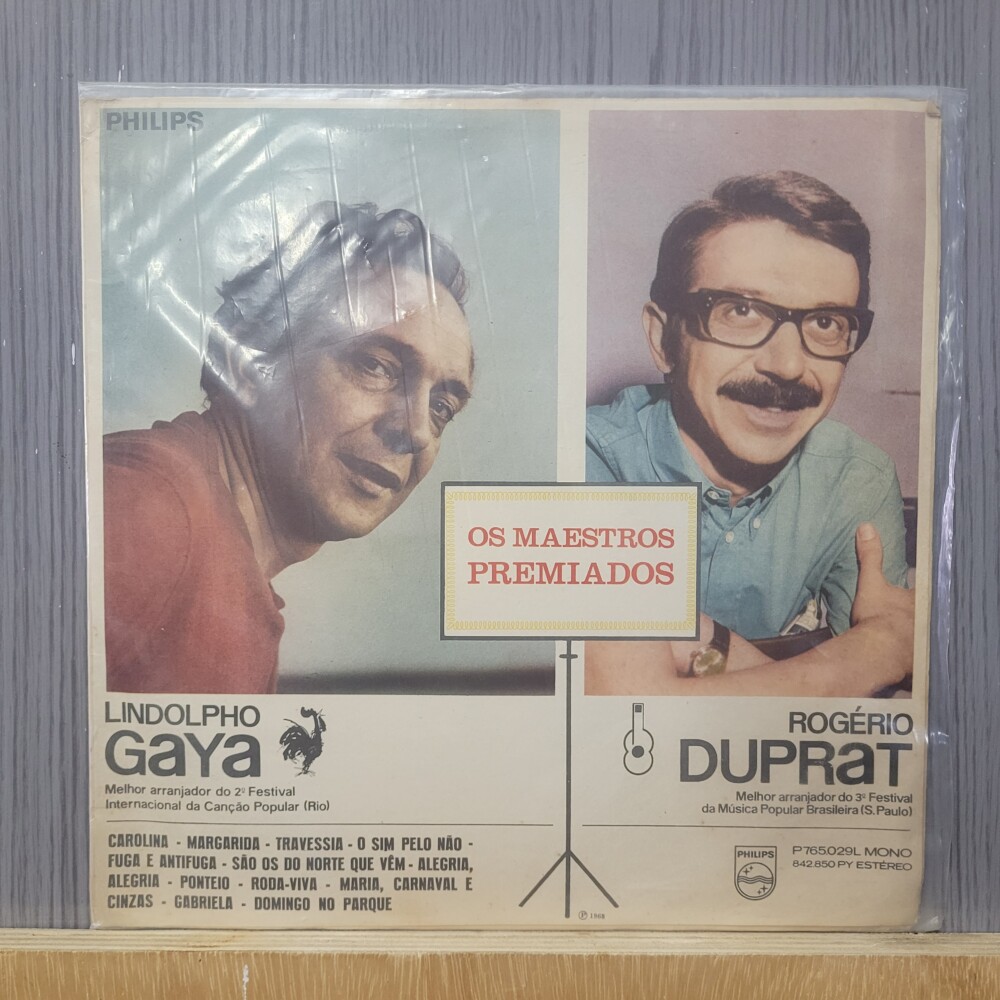 PHILIPS
OS MAESTROS
PREMIADOS
LINDOLPHO
GaYa
Melhor arranjador do 2º Festival
Internacional da Canção Popular (Rio)
ROGÉRIO
DUPRaT
Melhor arranjador do 3º Festival
da Música Popular Brasileira (S. Paulo)
CAROLINA - MARGARIDA - TRAVESSIA - O SIM PELO NÃO -
FUGA E ANTIFUGA - SÃO OS DO NORTE QUE VÊM - ALEGRIA,
ALEGRIA - PONTEIO - RODA-VIVA - MARIA, CARNAVAL E
CINZAS - GABRIELA - DOMINGO NO PARQUE
PHILIPS
P 765.029 L MONO
842.850 PY ESTÉREO
Ⓟ 1968